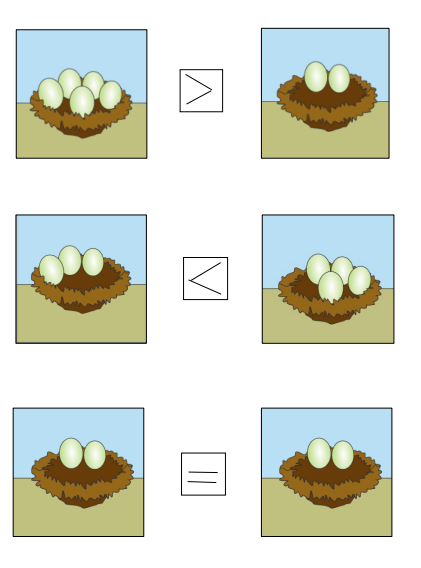 >
<
=